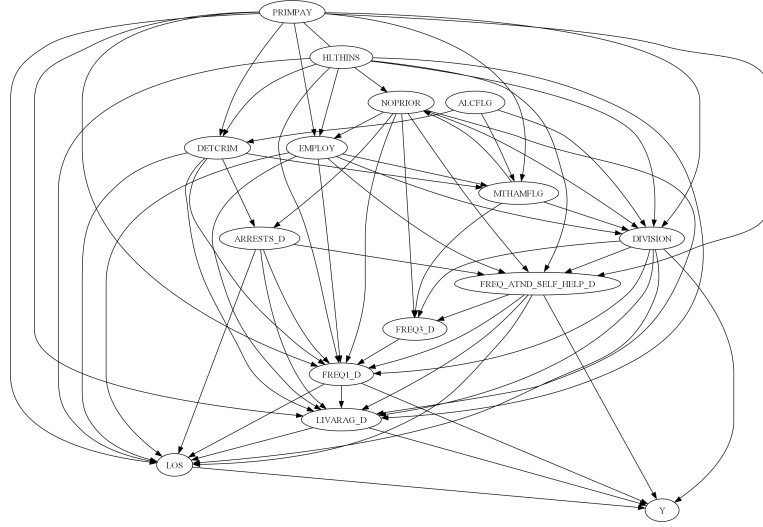 PRIMPAY
HLTHINS
NOPRIOR
ALCFLG
DETCRIM
EMPLOY
MTHAMFLG
ARRESTS_D
DIVISION
FREQ_ATND_SELF_HELP_D
FREQ3_D
FREQ1_D
LIVARAG_D
LOS
Y